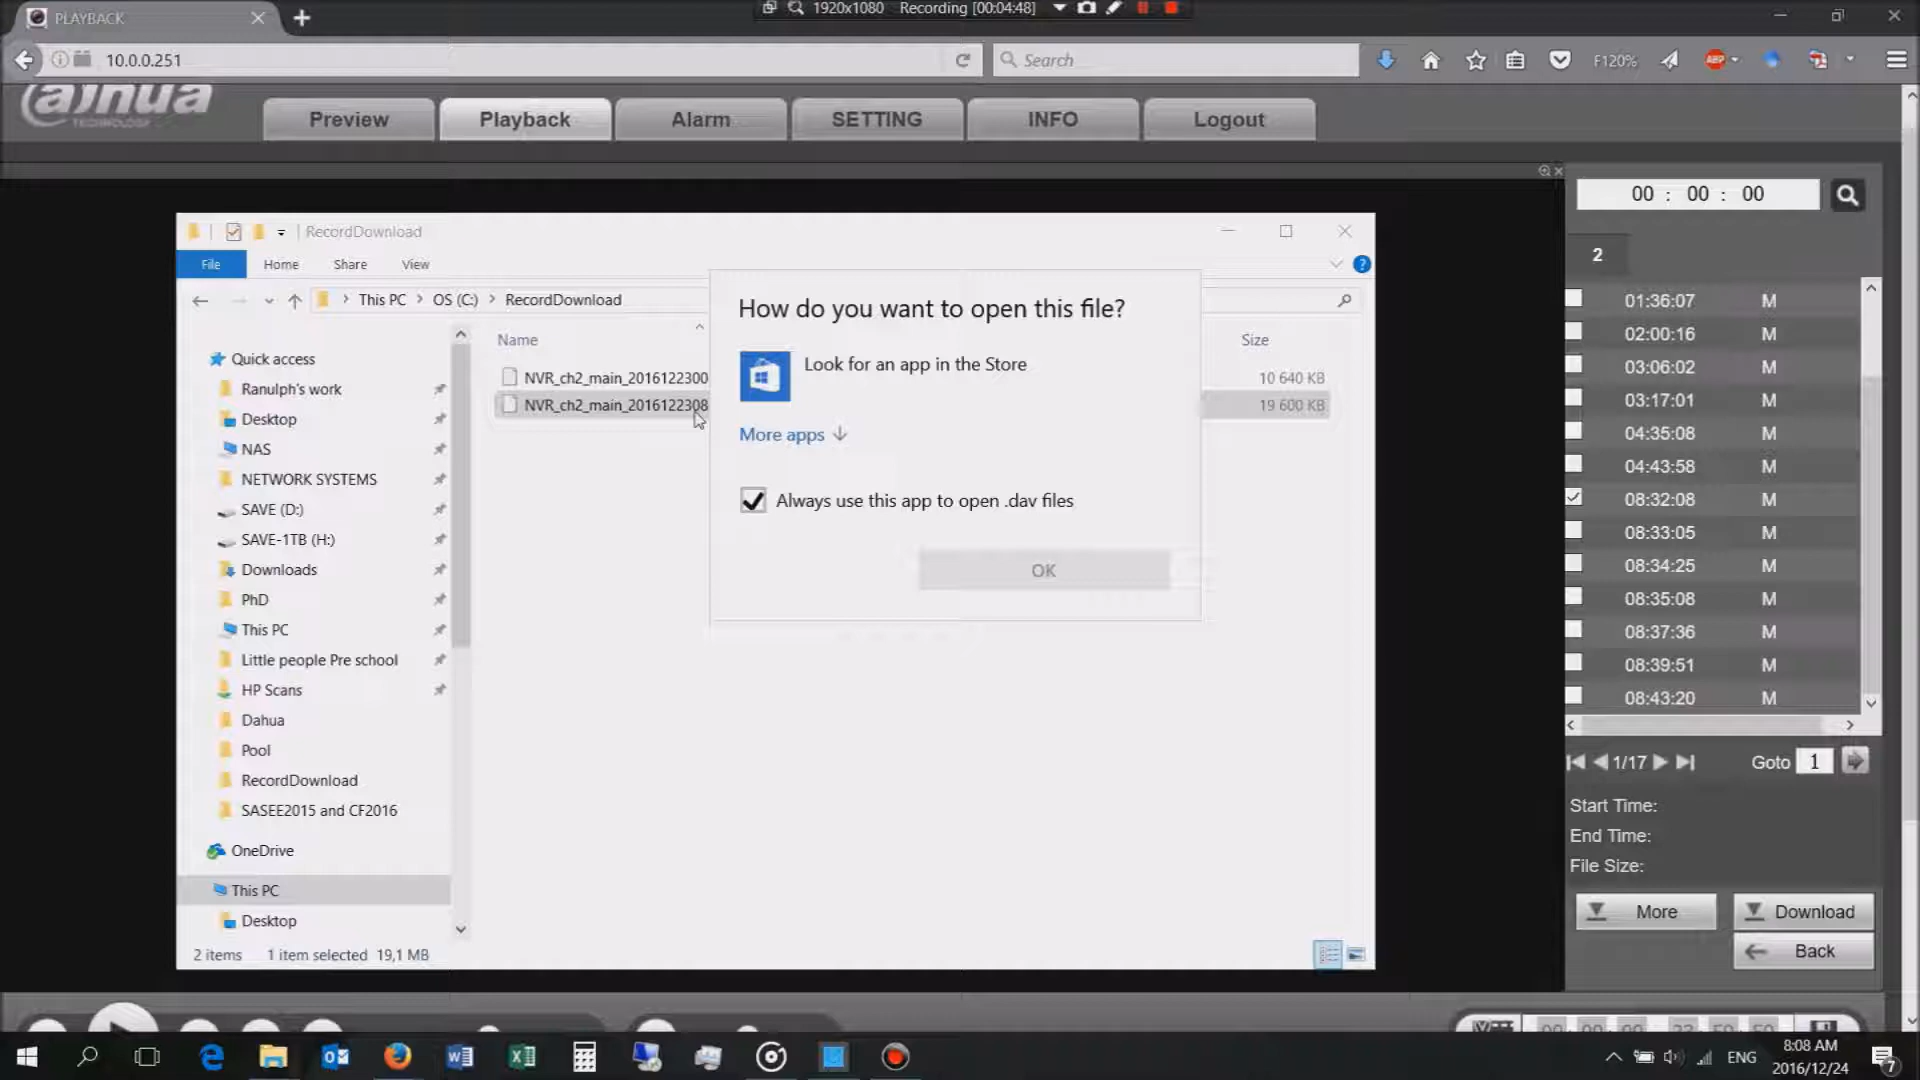 1920x1080 Recording [00:04:48]
PLAYBACK
10.0.0.251
Search
F120%
ABP
alhua
TECHNOLOGY
Preview
Playback
Alarm
SETTING
INFO
Logout
00 : 00 : 00
2
01:36:07 M
02:00:16 M
03:06:02 M
03:17:01 M
04:35:08 M
04:43:58 M
08:32:08 M
08:33:05 M
08:34:25 M
08:35:08 M
08:37:36 M
08:39:51 M
08:43:20 M
1/17
Goto 1
Start Time:
End Time:
File Size:
More
Download
Back
RecordDownload
File Home Share View
This PC > OS (C:) > RecordDownload
Name Size
NVR_ch2_main_2016122300 10 640 KB
NVR_ch2_main_2016122308 19 600 KB
Quick access
Ranulph's work
Desktop
NAS
NETWORK SYSTEMS
SAVE (D:)
SAVE-1TB (H:)
Downloads
PhD
This PC
Little people Pre school
HP Scans
Dahua
Pool
RecordDownload
SASEE2015 and CF2016
OneDrive
This PC
Desktop
2 items 1 item selected 19,1 MB
How do you want to open this file?
Look for an app in the Store
More apps
Always use this app to open .dav files
OK
ENG
8:08 AM
2016/12/24
7